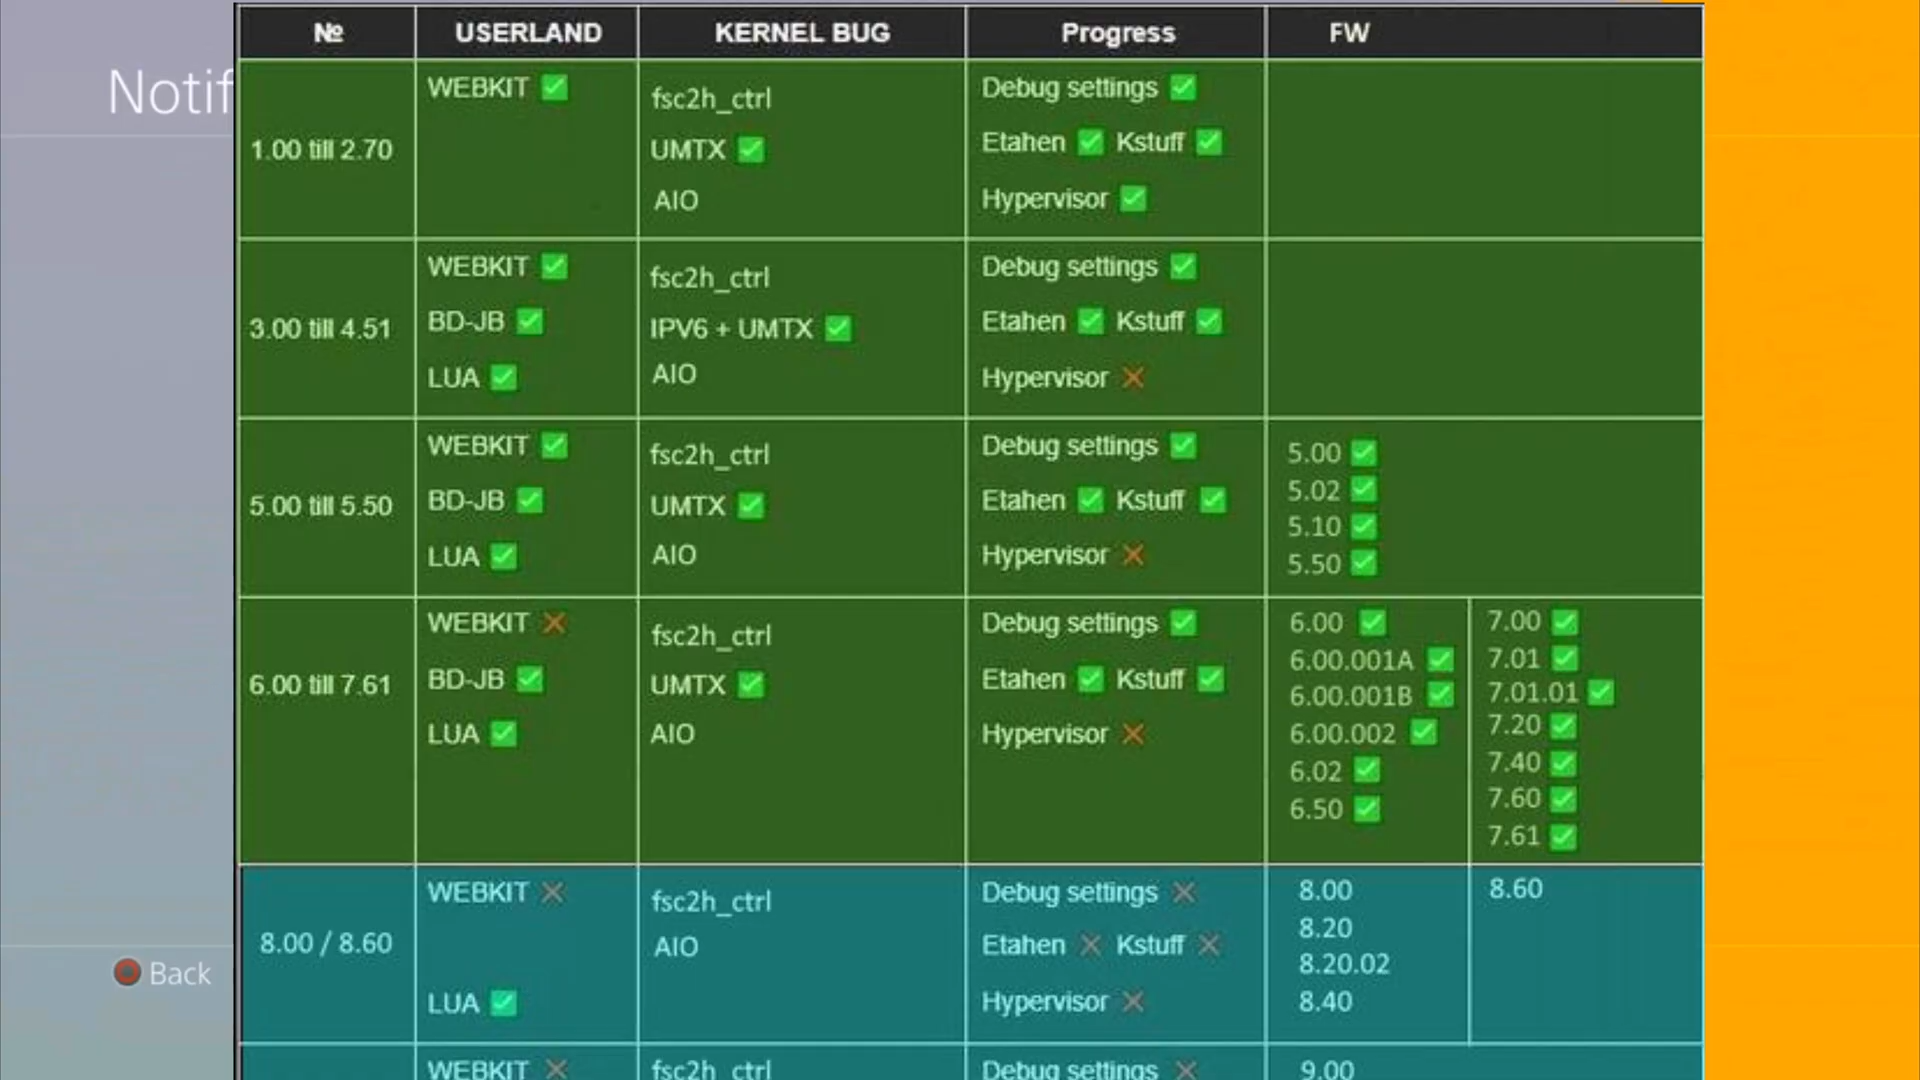 Notif
№ USERLAND KERNEL BUG Progress FW
1.00 till 2.70
WEBKIT ✅
fsc2h_ctrl
UMTX ✅
AIO
Debug settings ✅
Etahen ✅ Kstuff ✅
Hypervisor ✅
3.00 till 4.51
WEBKIT ✅
BD-JB ✅
LUA ✅
fsc2h_ctrl
IPV6 + UMTX ✅
AIO
Debug settings ✅
Etahen ✅ Kstuff ✅
Hypervisor ✕
5.00 till 5.50
WEBKIT ✅
BD-JB ✅
LUA ✅
fsc2h_ctrl
UMTX ✅
AIO
Debug settings ✅
Etahen ✅ Kstuff ✅
Hypervisor ✕
5.00 ✅
5.02 ✅
5.10 ✅
5.50 ✅
6.00 till 7.61
WEBKIT ✕
BD-JB ✅
LUA ✅
fsc2h_ctrl
UMTX ✅
AIO
Debug settings ✅
Etahen ✅ Kstuff ✅
Hypervisor ✕
6.00 ✅
6.00.001A ✅
6.00.001B ✅
6.00.002 ✅
6.02 ✅
6.50 ✅
7.00 ✅
7.01 ✅
7.01.01 ✅
7.20 ✅
7.40 ✅
7.60 ✅
7.61 ✅
8.00 / 8.60
WEBKIT ✕
LUA ✅
fsc2h_ctrl
AIO
Debug settings ✕
Etahen ✕ Kstuff ✕
Hypervisor ✕
8.00
8.20
8.20.02
8.40
8.60
WEBKIT ✕
fsc2h_ctrl
Debug settings ✕
9.00
Back